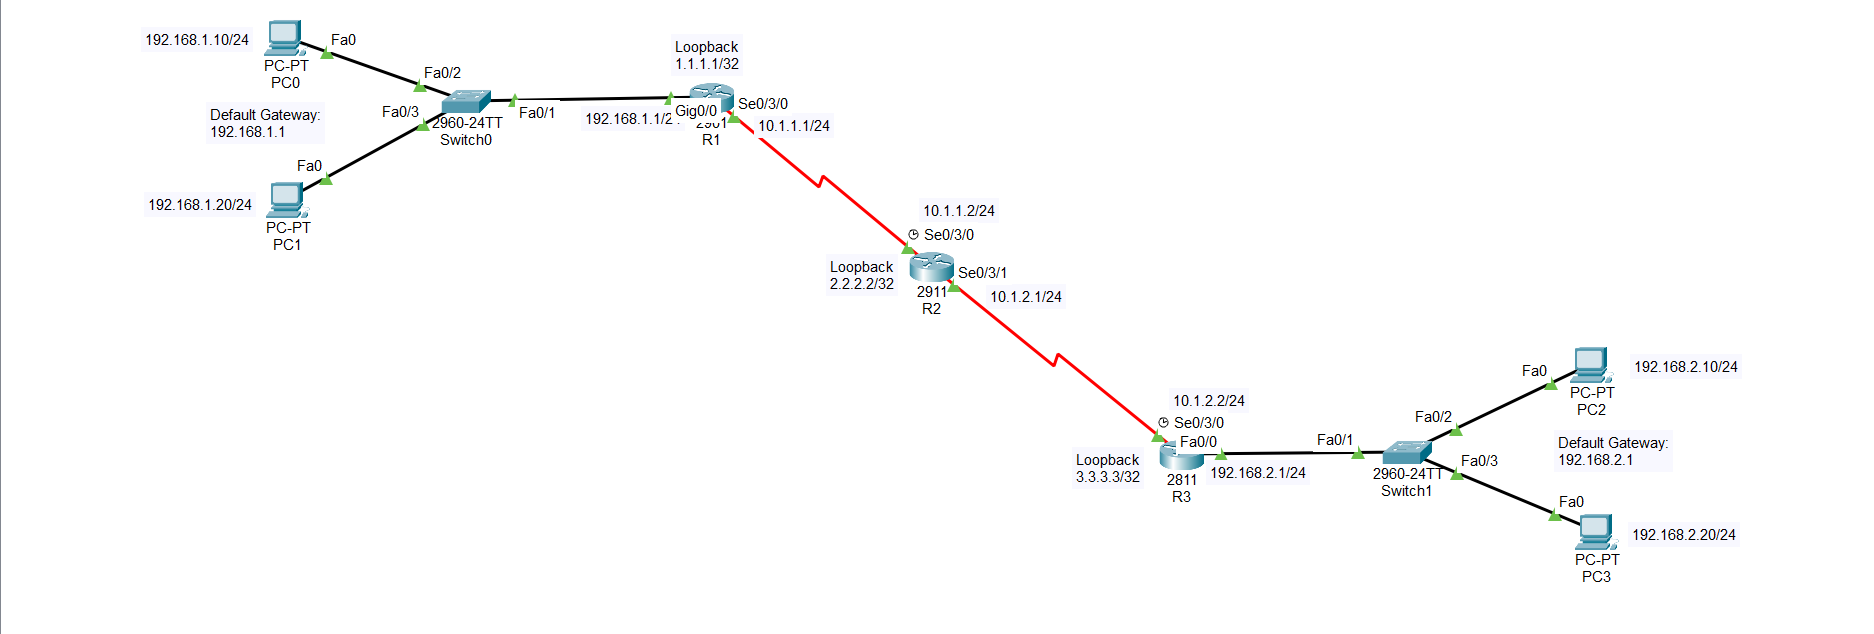 192.168.1.10/24
Fa0
PC-PT
PC0
Fa0/2
Default Gateway:
192.168.1.1
Fa0/3
2960-24TT
Switch0
Fa0/1
Fa0
192.168.1.20/24
PC-PT
PC1
Loopback
1.1.1.1/32
192.168.1.1/2
Gig0/0
Se0/3/0
10.1.1.1/24
2901
R1
10.1.1.2/24
Se0/3/0
Loopback
2.2.2.2/32
2911
R2
Se0/3/1
10.1.2.1/24
10.1.2.2/24
Se0/3/0
Fa0/0
Loopback
3.3.3.3/32
2811
R3
192.168.2.1/24
Fa0/1
2960-24TT
Switch1
Fa0/2
Fa0
PC-PT
PC2
192.168.2.10/24
Default Gateway:
192.168.2.1
Fa0/3
Fa0
PC-PT
PC3
192.168.2.20/24